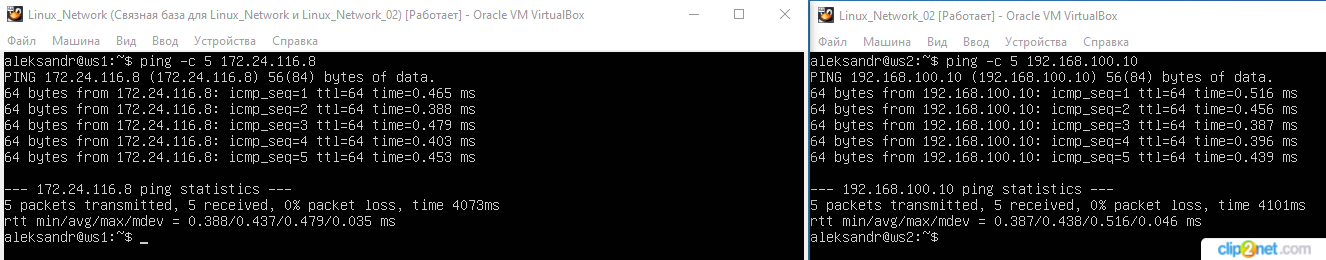 Linux_Network (Связная база для Linux_Network и Linux_Network_02) [Работает] - Oracle VM VirtualBox
Файл Машина Вид Ввод Устройства Справка
aleksandr@ws1:~$ ping -c 5 172.24.116.8
PING 172.24.116.8 (172.24.116.8) 56(84) bytes of data.
64 bytes from 172.24.116.8: icmp_seq=1 ttl=64 time=0.465 ms
64 bytes from 172.24.116.8: icmp_seq=2 ttl=64 time=0.388 ms
64 bytes from 172.24.116.8: icmp_seq=3 ttl=64 time=0.479 ms
64 bytes from 172.24.116.8: icmp_seq=4 ttl=64 time=0.403 ms
64 bytes from 172.24.116.8: icmp_seq=5 ttl=64 time=0.453 ms
--- 172.24.116.8 ping statistics ---
5 packets transmitted, 5 received, 0% packet loss, time 4073ms
rtt min/avg/max/mdev = 0.388/0.437/0.479/0.035 ms
aleksandr@ws1:~$ _
Linux_Network_02 [Работает] - Oracle VM VirtualBox
Файл Машина Вид Ввод Устройства Справка
aleksandr@ws2:~$ ping -c 5 192.168.100.10
PING 192.168.100.10 (192.168.100.10) 56(84) bytes of data.
64 bytes from 192.168.100.10: icmp_seq=1 ttl=64 time=0.516 ms
64 bytes from 192.168.100.10: icmp_seq=2 ttl=64 time=0.456 ms
64 bytes from 192.168.100.10: icmp_seq=3 ttl=64 time=0.387 ms
64 bytes from 192.168.100.10: icmp_seq=4 ttl=64 time=0.396 ms
64 bytes from 192.168.100.10: icmp_seq=5 ttl=64 time=0.439 ms
--- 192.168.100.10 ping statistics ---
5 packets transmitted, 5 received, 0% packet loss, time 4101ms
rtt min/avg/max/mdev = 0.387/0.438/0.516/0.046 ms
aleksandr@ws2:~$
clip2net.com